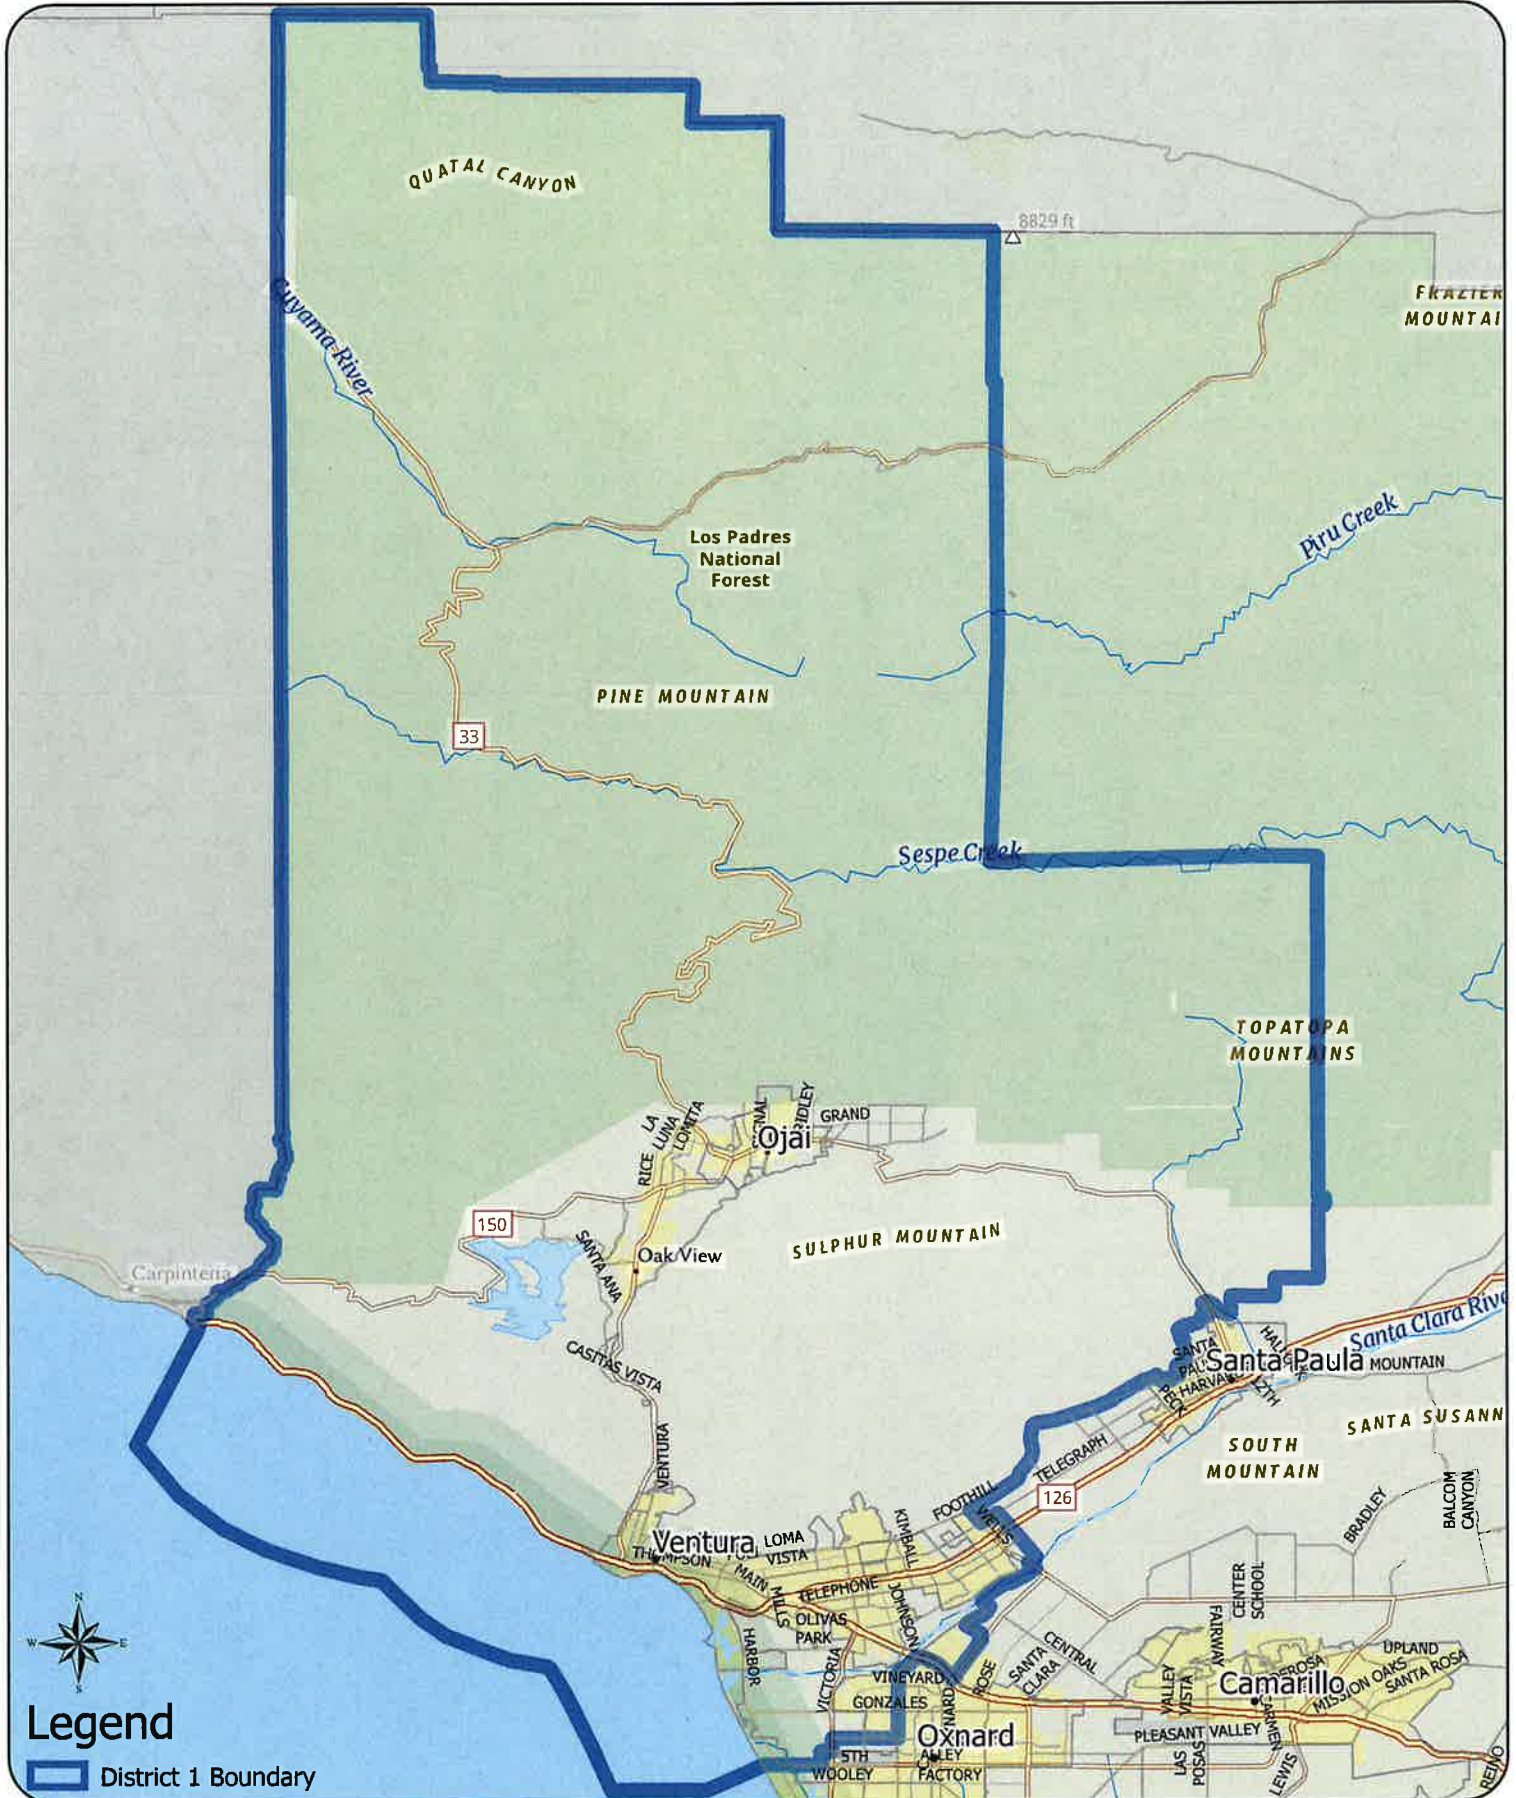 QUATAL CANYON
8829 ft
FRAZIER
MOUNTAI
Cuyama River
Los Padres
National
Forest
Piru Creek
PINE MOUNTAIN
33
Sespe Creek
TOPATOPA
MOUNTAINS
LA
LUNA
LOMITA
GRAND
Ojai
RICE
150
SANTA ANA
Oak View
SULPHUR MOUNTAIN
Carpinteria
Santa Clara Rive
CASITAS VISTA
SANTA
Santa Paula
MOUNTAIN
HARVARD
PECK
12TH
SANTA SUSANN
SOUTH
MOUNTAIN
VENTURA
TELEGRAPH
126
FOOTHILL
WELLS
KIMBALL
BRADLEY
BALCOM
CANYON
Ventura
LOMA
VISTA
THOMPSON
MAIN
MILLS
TELEPHONE
JOHNSON
OLIVAS
PARK
HARBOR
VICTORIA
VINEYARD
GONZALES
ROSE
SANTA
CLARA
CENTRAL
CENTER
SCHOOL
FAIRWAY
UPLAND
MISSION OAKS
SANTA ROSA
VALLEY
VISTA
Camarillo
CARMEN
PLEASANT VALLEY
LAS
POSAS
LEWIS
REINO
Oxnard
5TH
WOOLEY
FACTORY
N
W
E
S
Legend
District 1 Boundary